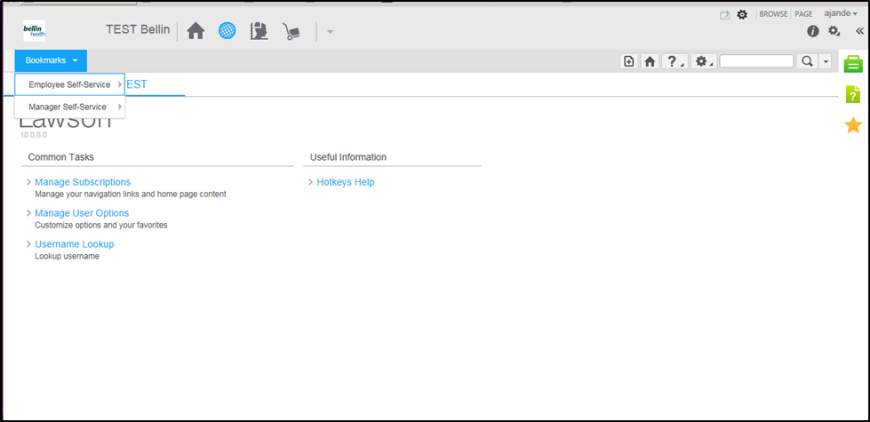 BROWSE PAGE ajande
bellin
health
TEST Bellin
Bookmarks
?
Employee Self-Service
EST
?
Manager Self-Service
Lawson
10.0.8.0
Common Tasks
Useful Information
Manage Subscriptions
Hotkeys Help
Manage your navigation links and home page content
Manage User Options
Customize options and your favorites
Username Lookup
Lookup username